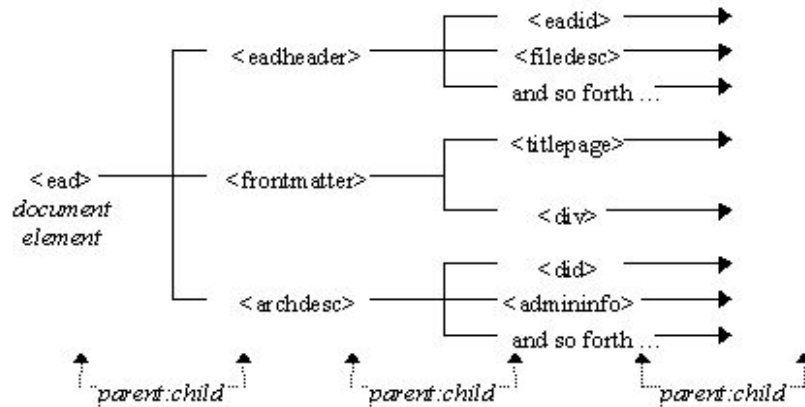 <eadid>
<eadheader>
<filedesc>
and so forth ...
<titlepage>
<ead>
<frontmatter>
document
element
<div>
<did>
<archdesc>
<admininfo>
and so forth ...
parent:child
parent:child
parent:child